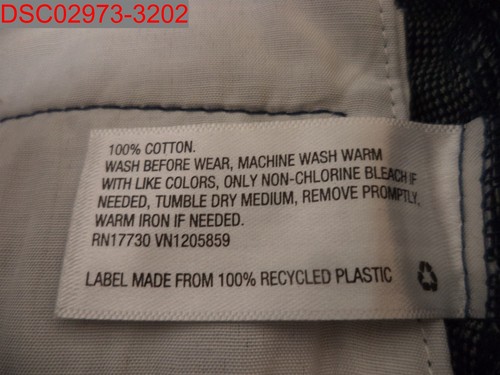 DSC02973-3202
100% COTTON.
WASH BEFORE WEAR, MACHINE WASH WARM
WITH LIKE COLORS, ONLY NON-CHLORINE BLEACH IF
NEEDED, TUMBLE DRY MEDIUM, REMOVE PROMPTLY,
WARM IRON IF NEEDED.
RN17730 VN1205859
LABEL MADE FROM 100% RECYCLED PLASTIC